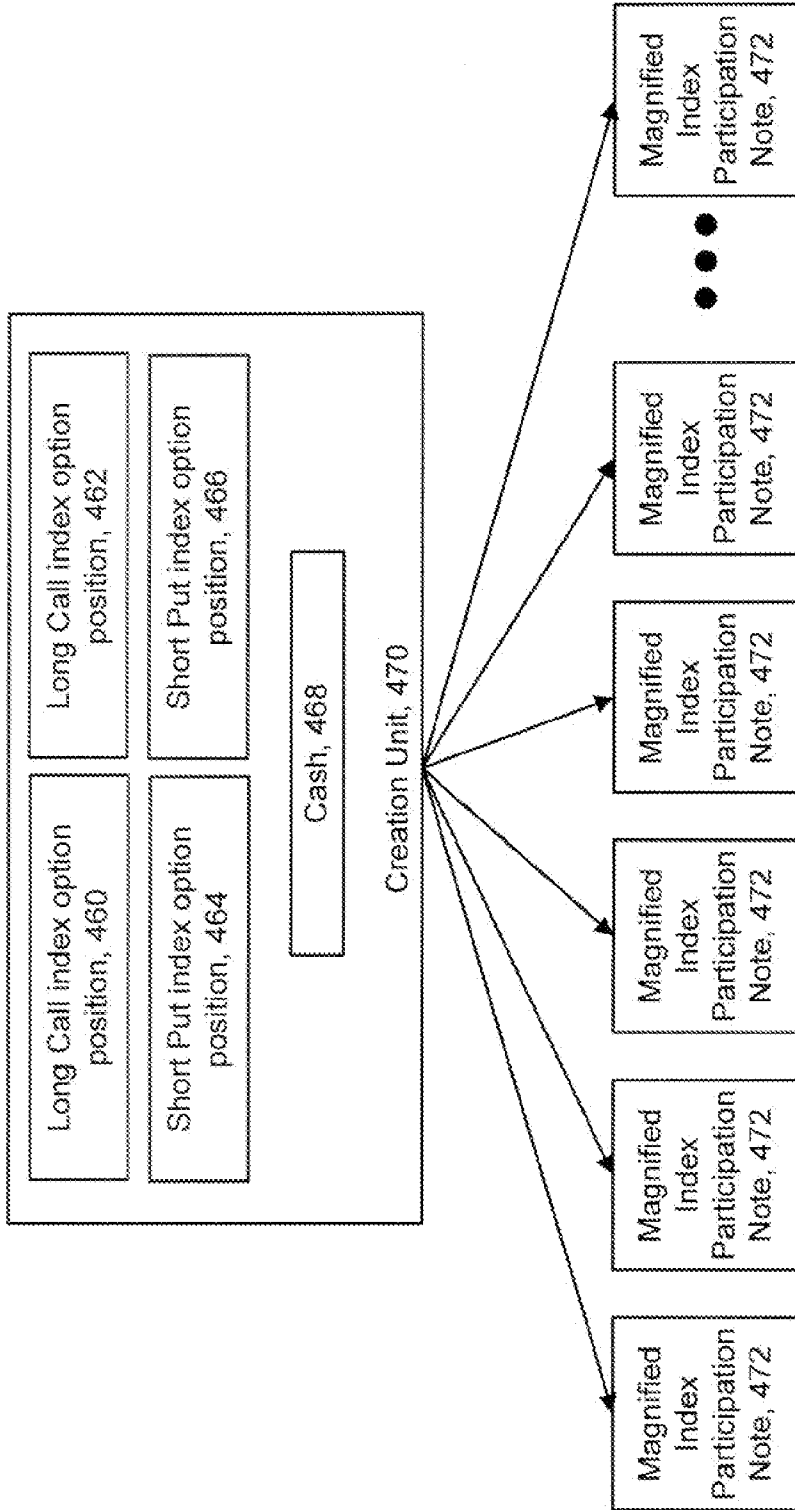 Long Call index option
position, 460
Long Call index option
position, 462
Short Put index option
position, 464
Short Put index option
position, 466
Cash, 468
Creation Unit, 470
Magnified
Index
Participation
Note, 472
Magnified
Index
Participation
Note, 472
Magnified
Index
Participation
Note, 472
Magnified
Index
Participation
Note, 472
Magnified
Index
Participation
Note, 472
Magnified
Index
Participation
Note, 472